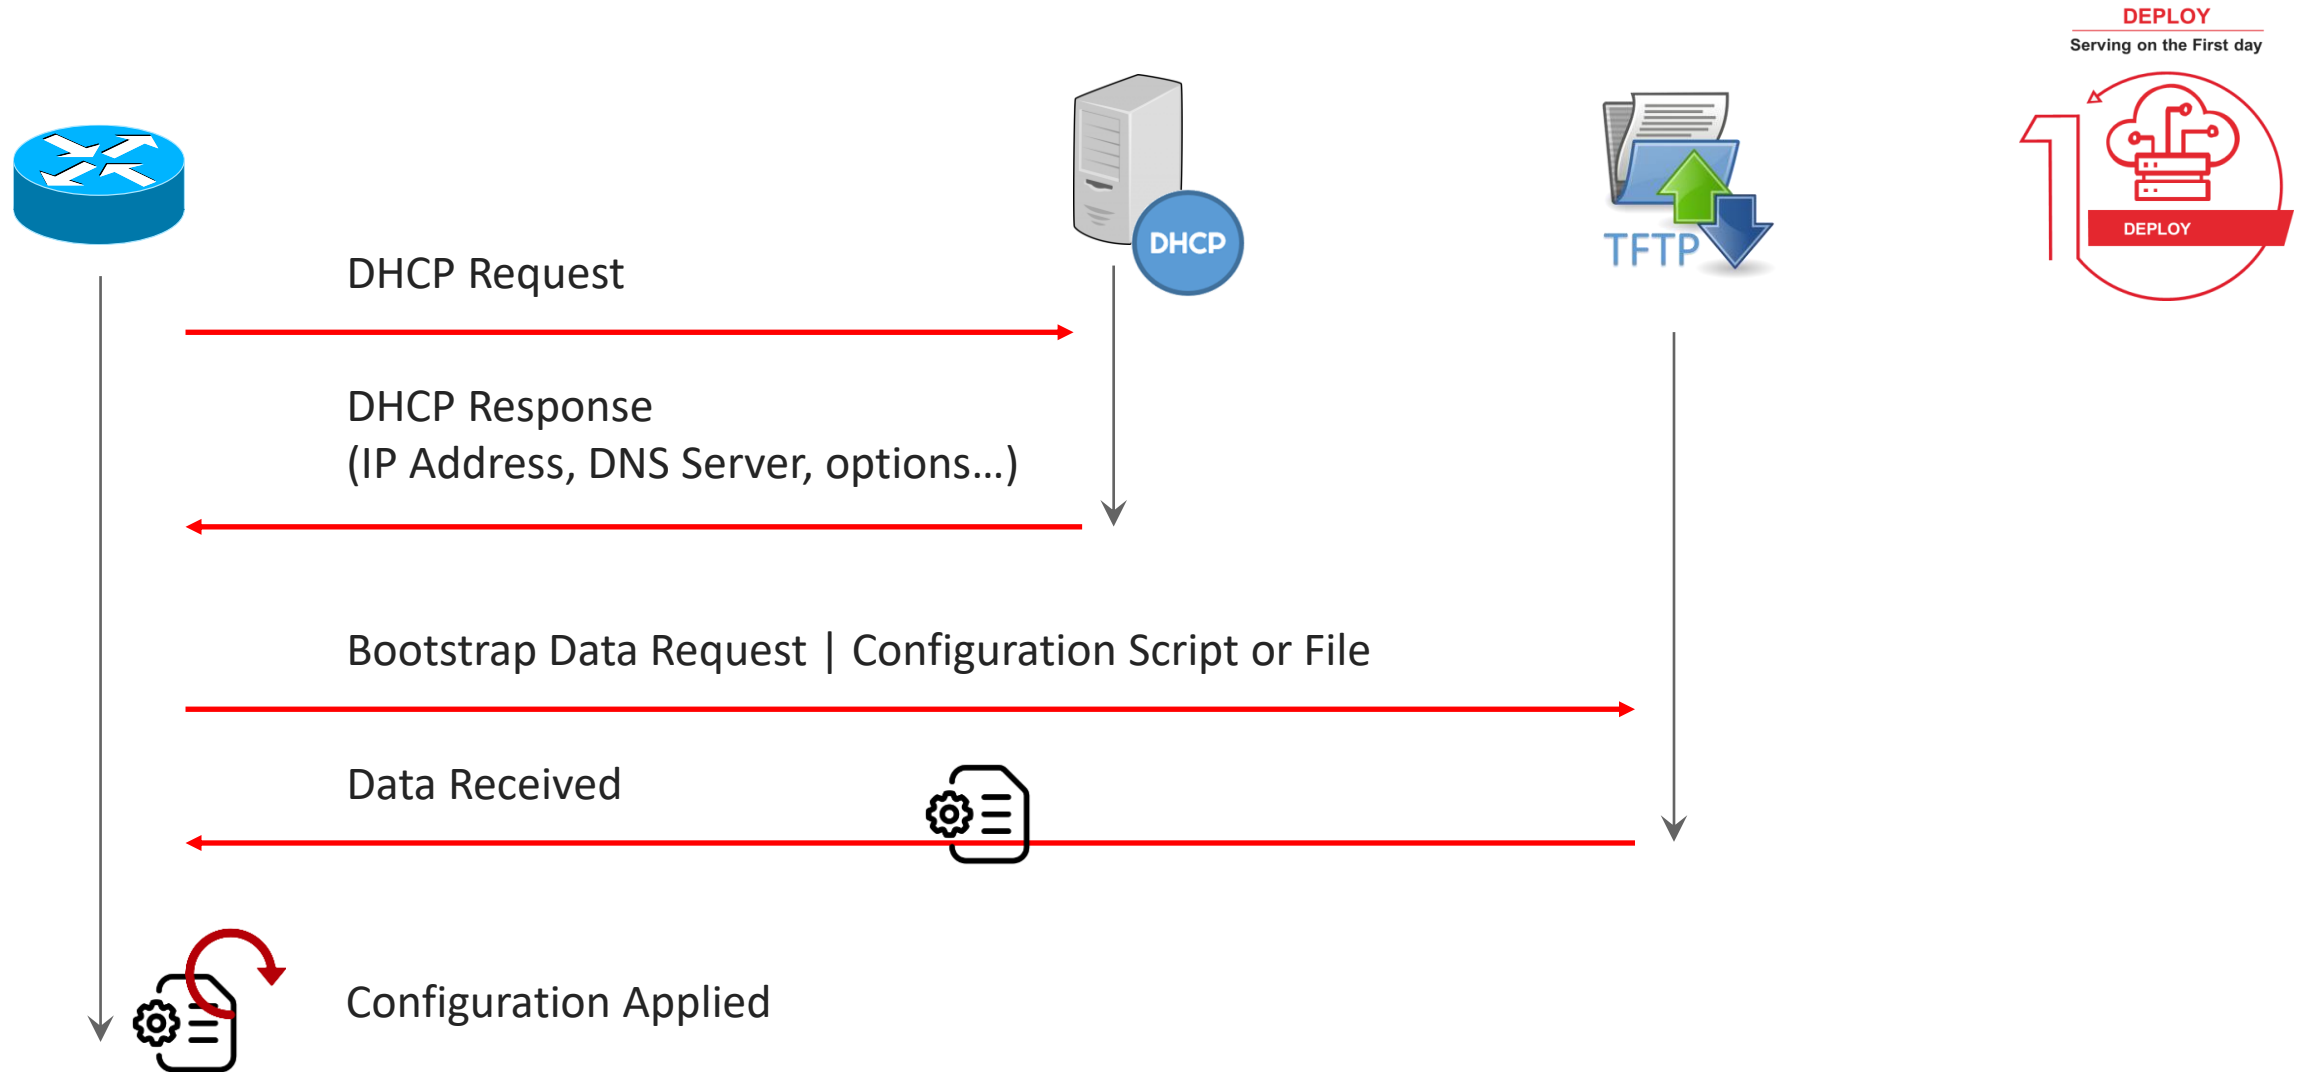 DEPLOY
Serving on the First day
DEPLOY
DHCP
TFTP
DHCP Request
DHCP Response
(IP Address, DNS Server, options…)
Bootstrap Data Request | Configuration Script or File
Data Received
Configuration Applied